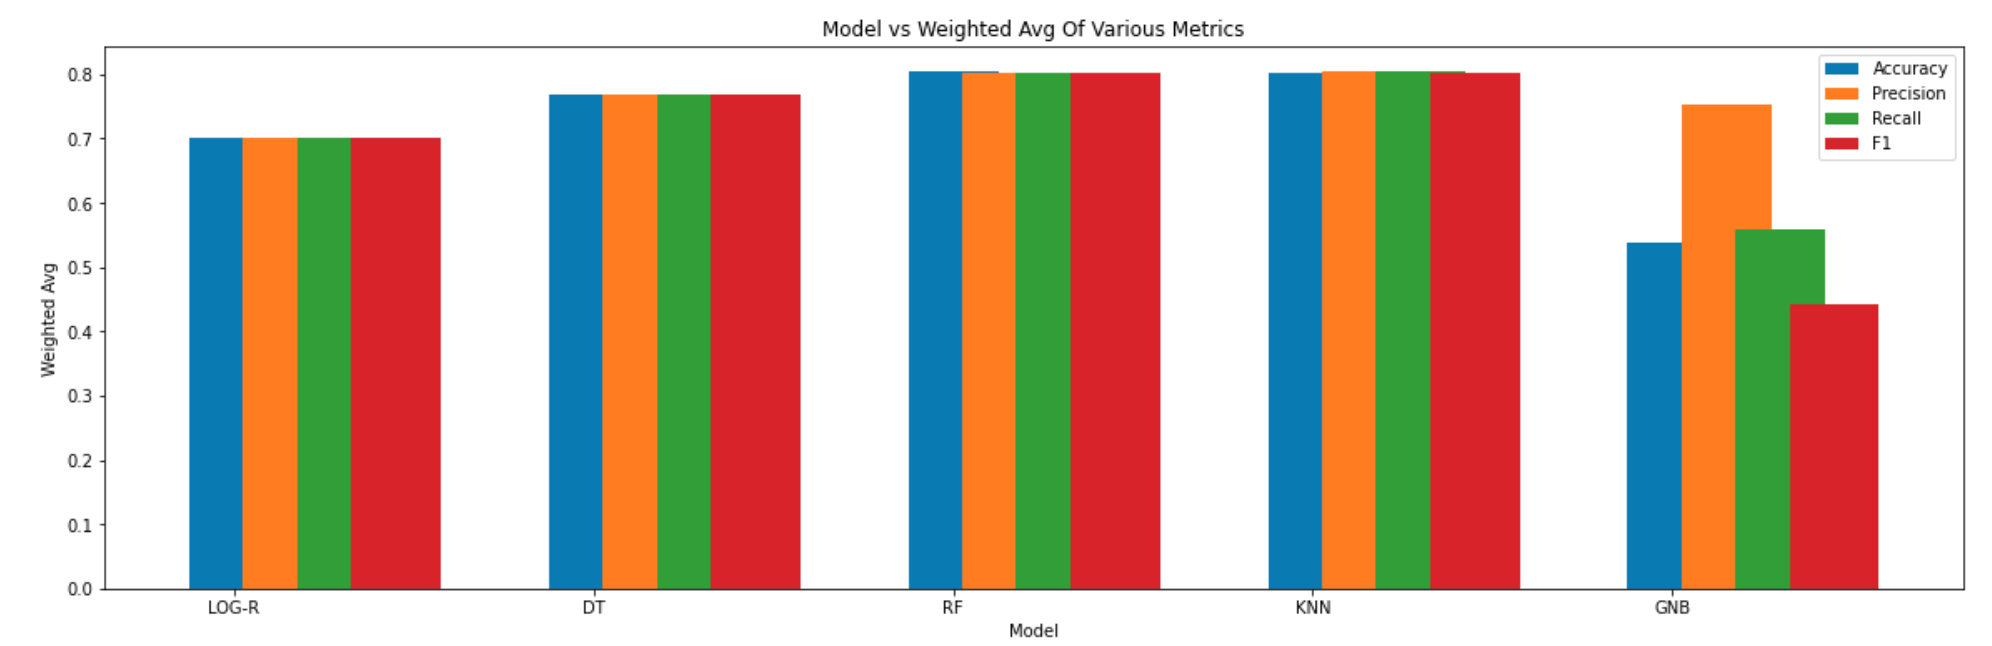 Model vs Weighted Avg Of Various Metrics
Accuracy
Precision
Recall
F1
0.8
0.7
0.6
0.5
0.4
0.3
0.2
0.1
0.0
Weighted Avg
LOG-R DT RF KNN GNB
Model